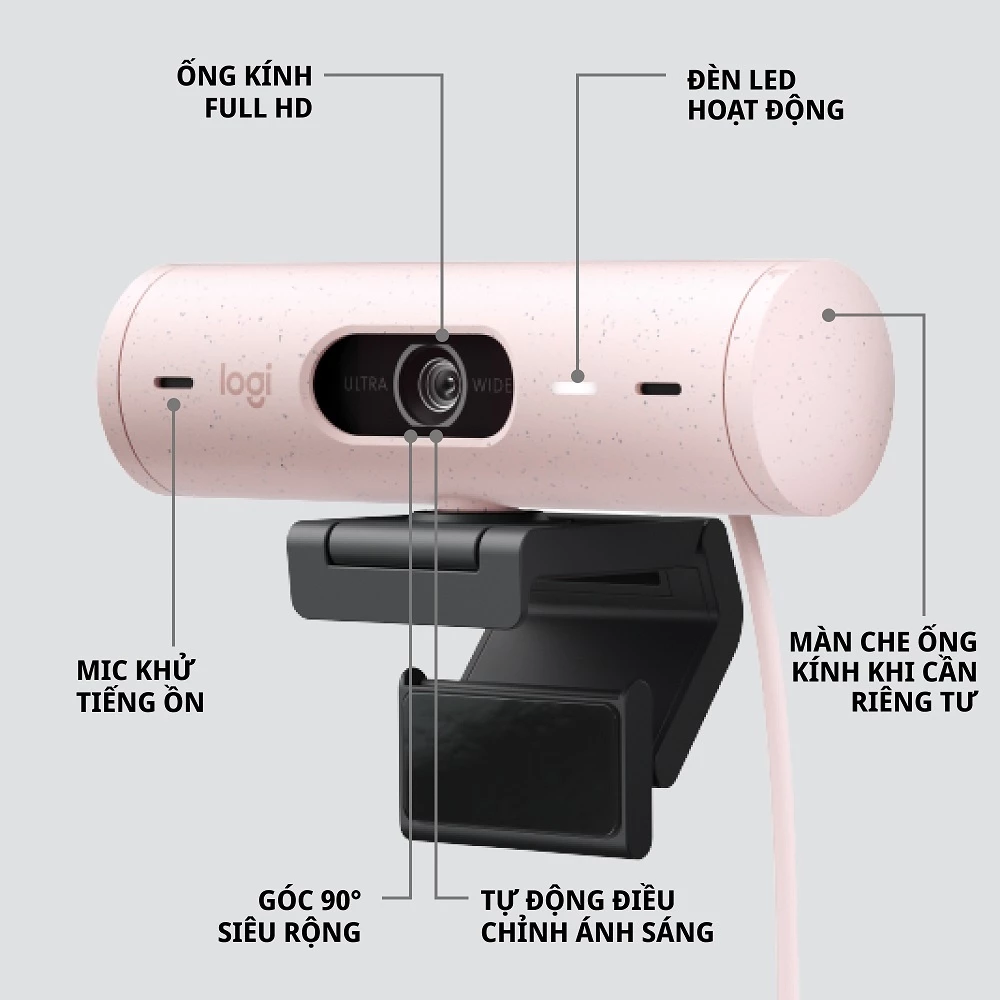 ỐNG KÍNH
FULL HD
ĐÈN LED
HOẠT ĐỘNG
logi
ULTRA
WIDE
MIC KHỬ
TIẾNG ỒN
MÀN CHE ỐNG
KÍNH KHI CẦN
RIÊNG TƯ
GÓC 90°
SIÊU RỘNG
TỰ ĐỘNG ĐIỀU
CHỈNH ÁNH SÁNG